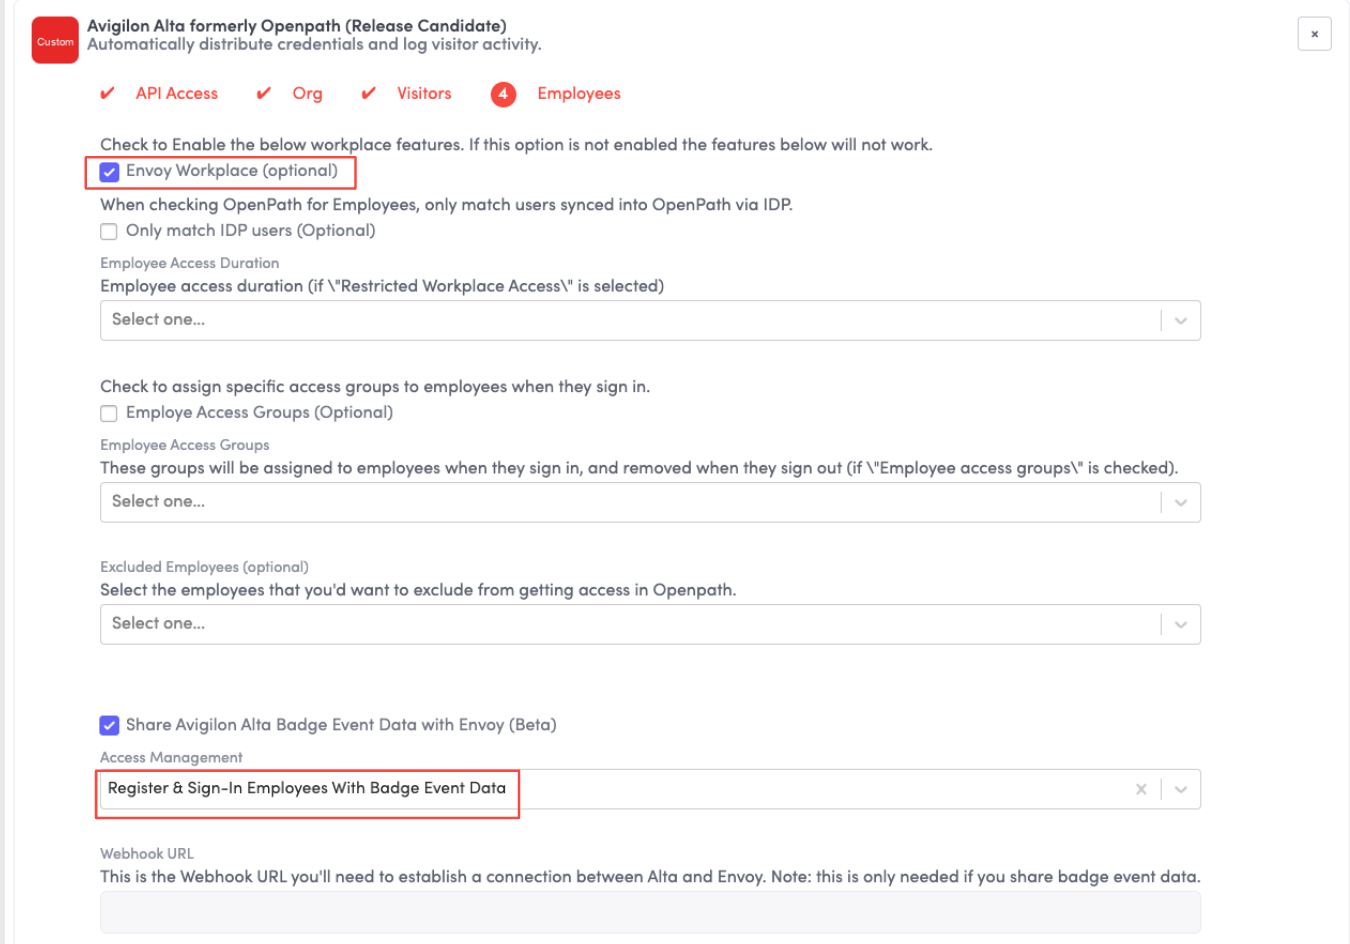 Custom
Avigilon Alta formerly Openpath (Release Candidate)
Automatically distribute credentials and log visitor activity.
×
✔ API Access ✔ Org ✔ Visitors 4 Employees
Check to Enable the below workplace features. If this option is not enabled the features below will not work.
Envoy Workplace (optional)
When checking OpenPath for Employees, only match users synced into OpenPath via IDP.
Only match IDP users (Optional)
Employee Access Duration
Employee access duration (if \"Restricted Workplace Access\" is selected)
Select one...
Check to assign specific access groups to employees when they sign in.
Employe Access Groups (Optional)
Employee Access Groups
These groups will be assigned to employees when they sign in, and removed when they sign out (if \"Employee access groups\" is checked).
Select one...
Excluded Employees (optional)
Select the employees that you'd want to exclude from getting access in Openpath.
Select one...
Share Avigilon Alta Badge Event Data with Envoy (Beta)
Access Management
Register & Sign-In Employees With Badge Event Data
Webhook URL
This is the Webhook URL you'll need to establish a connection between Alta and Envoy. Note: this is only needed if you share badge event data.